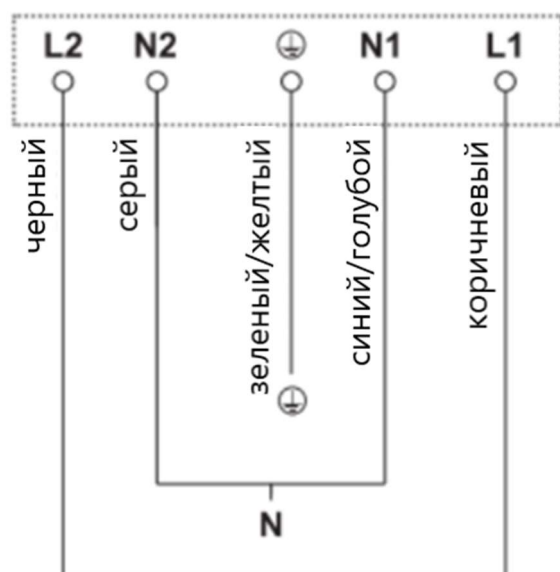 L2 N2 N1 L1
черный
серый
зеленый/желтый
синий/голубой
коричневый
N